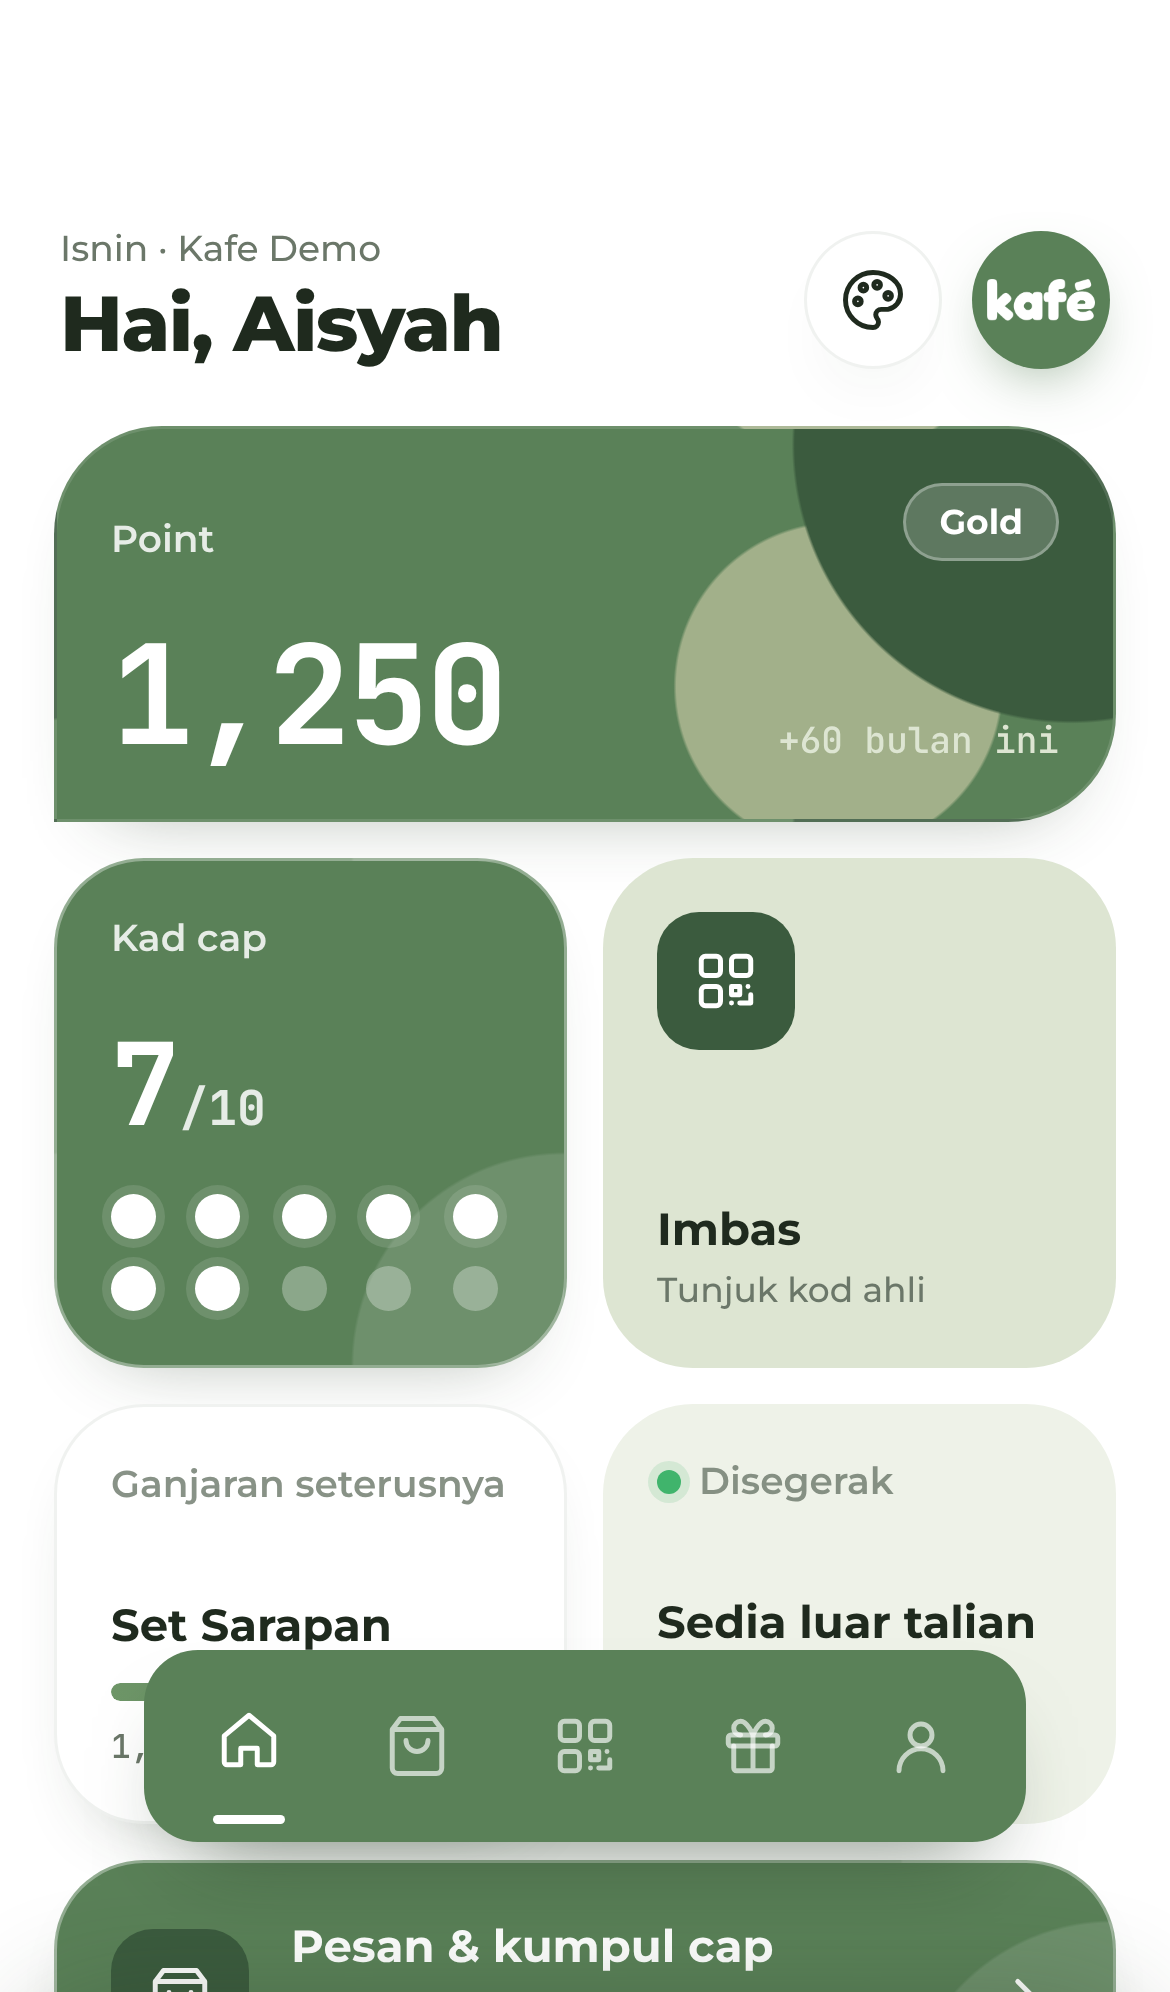 Isnin · Kafe Demo
Hai, Aisyah
kafé
Point
Gold
1,250
+60 bulan ini
Kad cap
7/10
Imbas
Tunjuk kod ahli
Ganjaran seterusnya
Set Sarapan
1,
Disegerak
Sedia luar talian
Pesan & kumpul cap